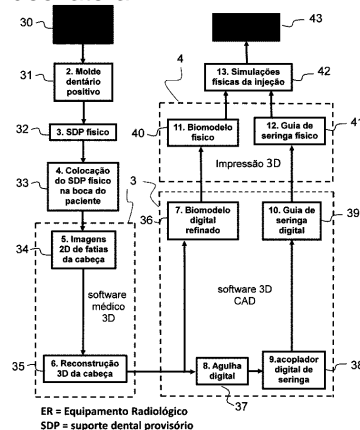 30
43
31
2. Molde
dentário
positivo
32
3. SDP físico
33
4. Colocação
do SDP físico
na boca do
paciente
13. Simulações
físicas da injeção
42
4
40
11. Biomodelo
físico
12. Guia de
seringa físico
41
Impressão 3D
3
34
5. Imagens
2D de fatias
da cabeça
software
médico
3D
35
6. Reconstrução
3D da cabeça
36
7. Biomodelo
digital
refinado
10. Guia de
seringa
digital
39
software 3D
CAD
8. Agulha
digital
37
9.acoplador
digital de
seringa
38
ER = Equipamento Radiológico
SDP = suporte dental provisório